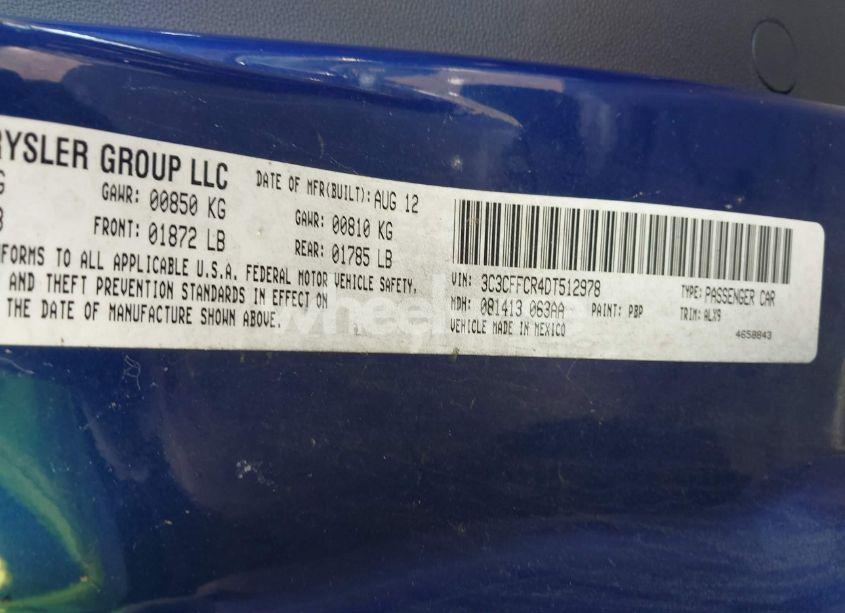 RYSLER GROUP LLC
DATE OF MFR(BUILT): AUG 12
G
GAWR: 00850 KG
GAWR: 00810 KG
FRONT: 01872 LB
REAR: 01785 LB
FORMS TO ALL APPLICABLE U.S.A. FEDERAL MOTOR VEHICLE SAFETY,
AND THEFT PREVENTION STANDARDS IN EFFECT ON
THE DATE OF MANUFACTURE SHOWN ABOVE.
VIN: 3C3CFFCR4DT512978
TYPE: PASSENGER CAR
MDH: 081413 063AA
PAINT: PBP
TRIM: ALX9
VEHICLE MADE IN MEXICO
4658843